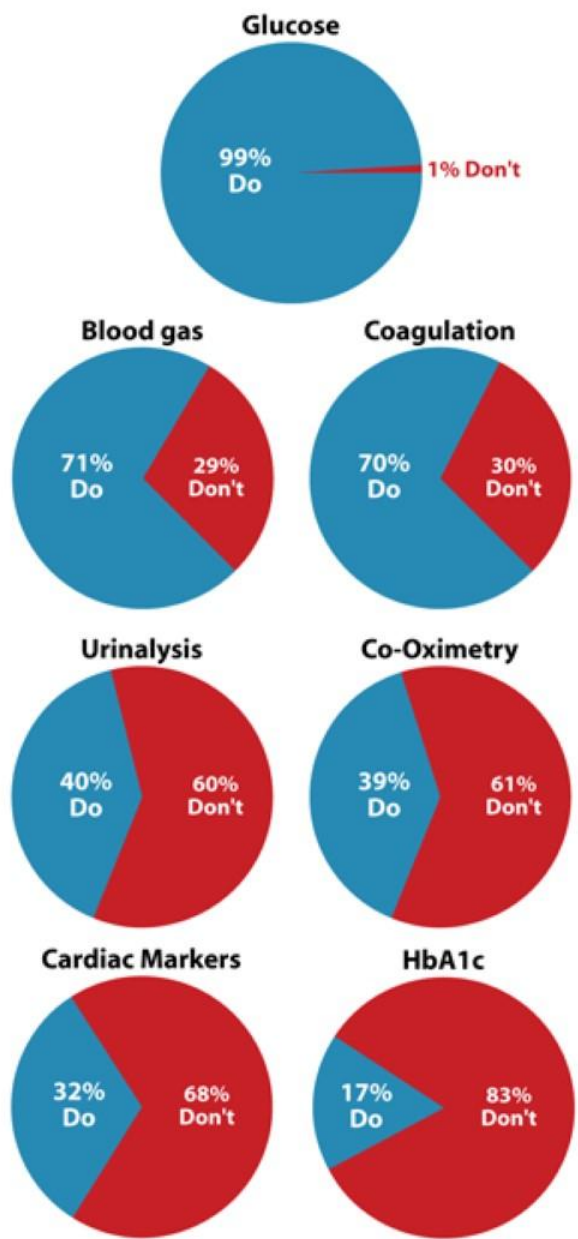 Glucose
99%
Do
1% Don't
Blood gas
71%
Do
29%
Don't
Coagulation
70%
Do
30%
Don't
Urinalysis
40%
Do
60%
Don't
Co-Oximetry
39%
Do
61%
Don't
Cardiac Markers
32%
Do
68%
Don't
HbA1c
17%
Do
83%
Don't